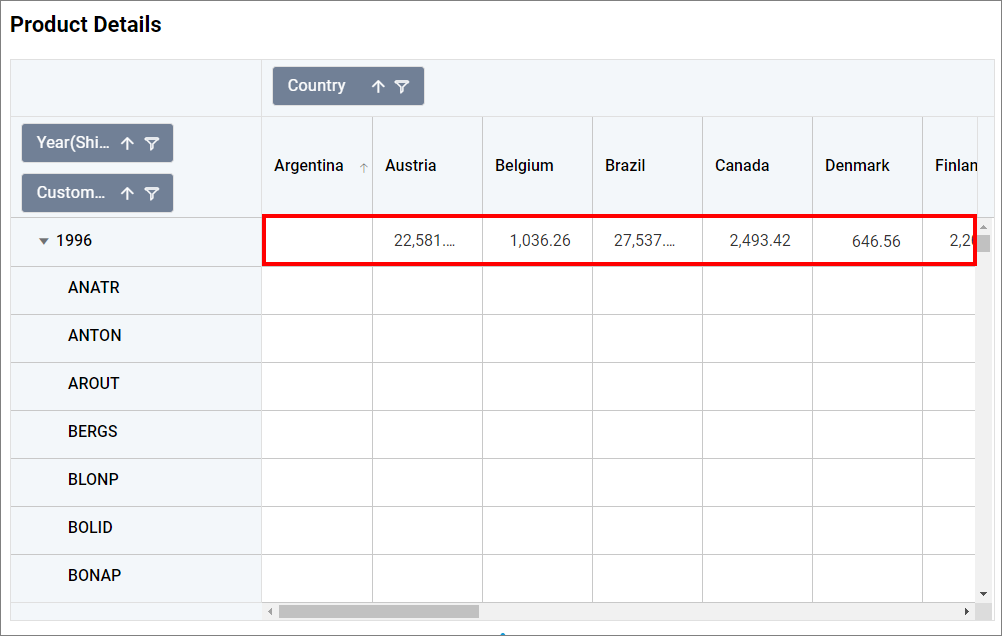 Product Details
Country
Year(Shi...
Custom...
Argentina Austria Belgium Brazil Canada Denmark Finlan
1996 22,581.... 1,036.26 27,537.... 2,493.42 646.56 2,2
ANATR
ANTON
AROUT
BERGS
BLONP
BOLID
BONAP